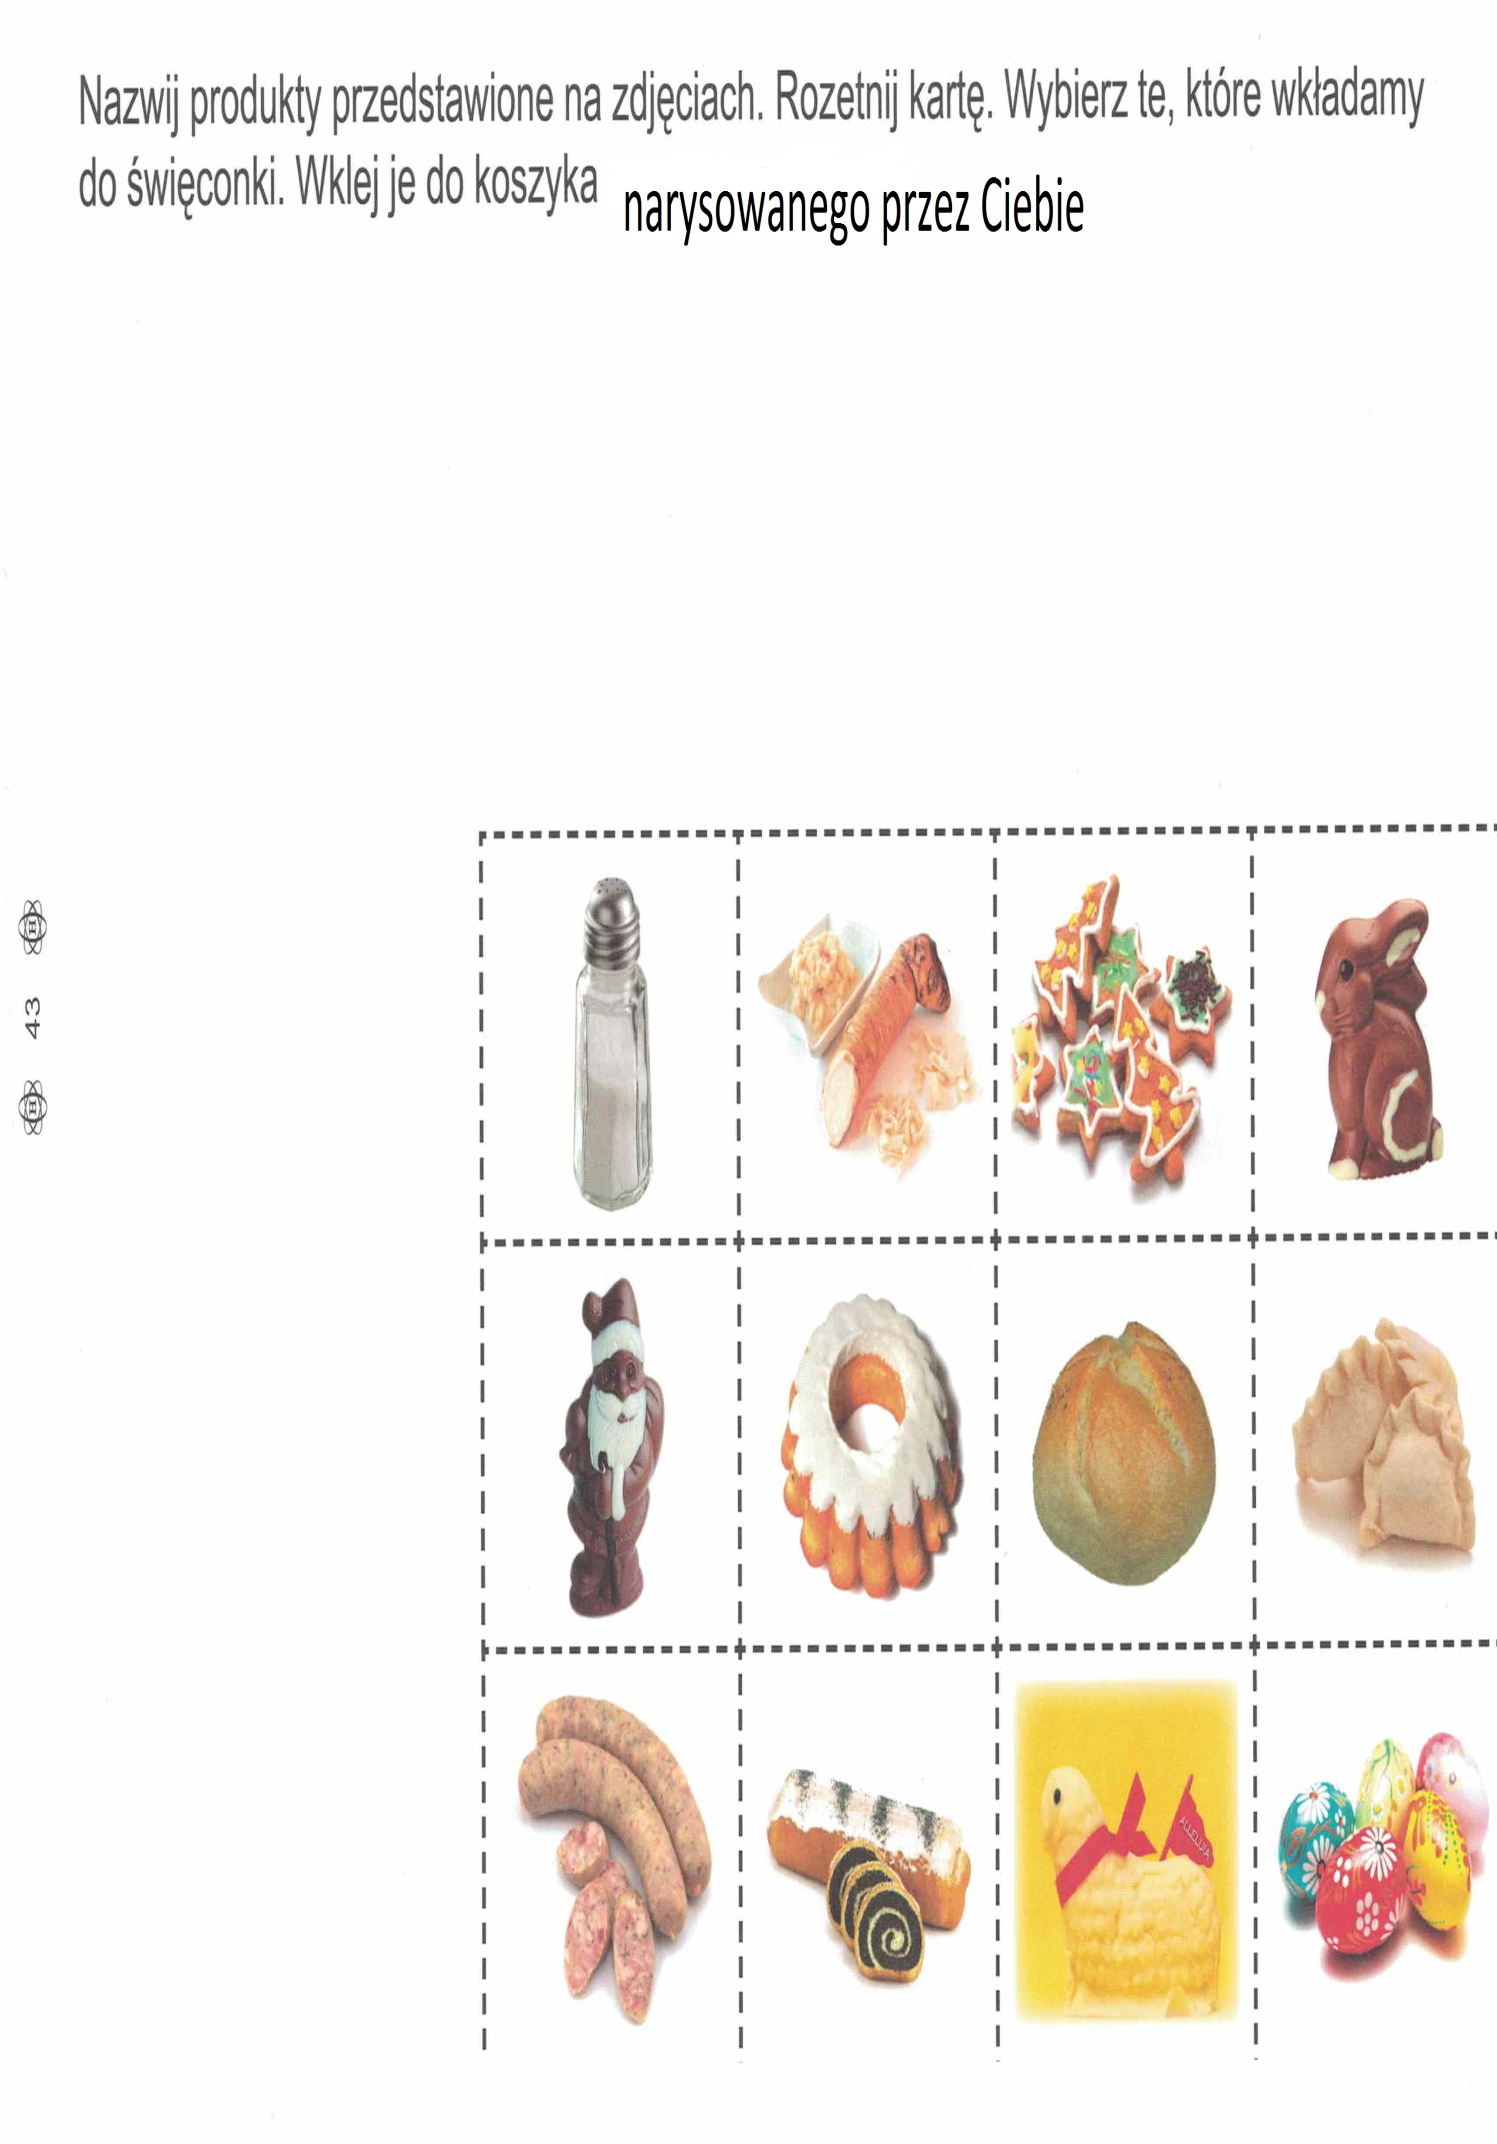 Nazwij produkty przedstawione na zdjęciach. Rozetnij kartę. Wybierz te, które wkładamy
do święconki. Wklej je do koszyka narysowanego przez Ciebie
43
ALLELUJA